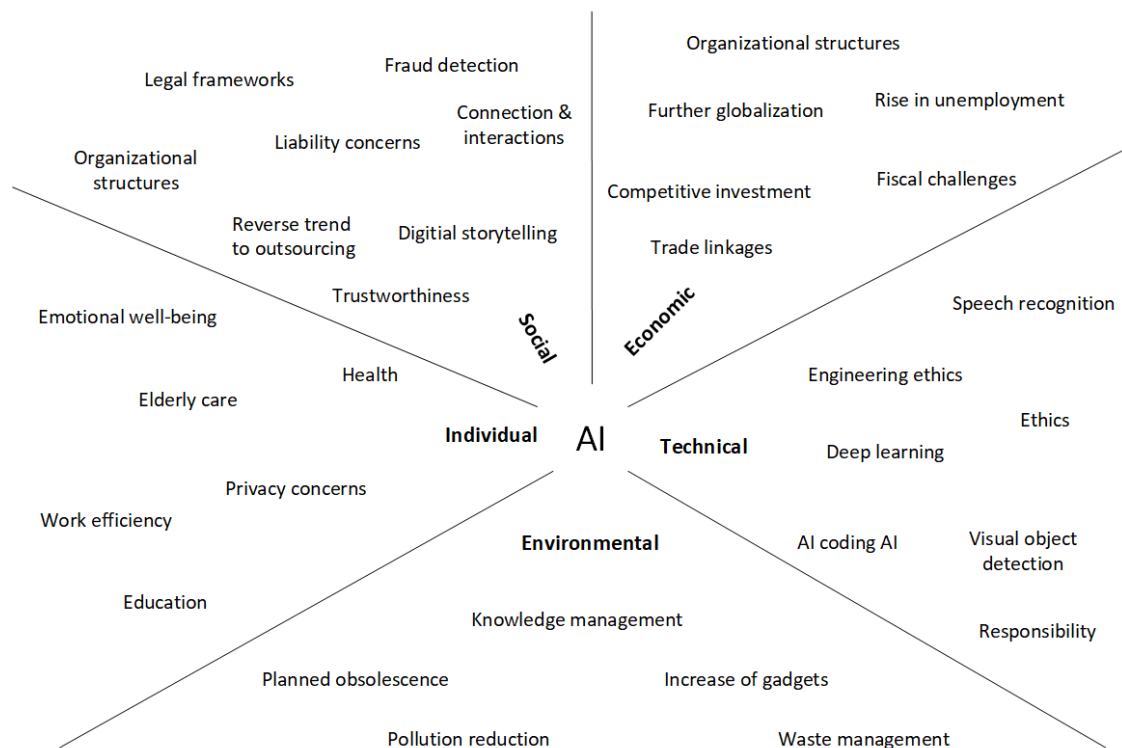 Organizational structures
Fraud detection
Legal frameworks
Connection &
interactions
Further globalization
Rise in unemployment
Liability concerns
Organizational
structures
Competitive investment
Fiscal challenges
Reverse trend
to outsourcing
Digitial storytelling
Trade linkages
Trustworthiness
Social
Economic
Emotional well-being
Speech recognition
Health
Engineering ethics
Elderly care
Ethics
Individual
AI
Technical
Deep learning
Privacy concerns
Work efficiency
Environmental
AI coding AI
Visual object
detection
Education
Knowledge management
Responsibility
Planned obsolescence
Increase of gadgets
Pollution reduction
Waste management